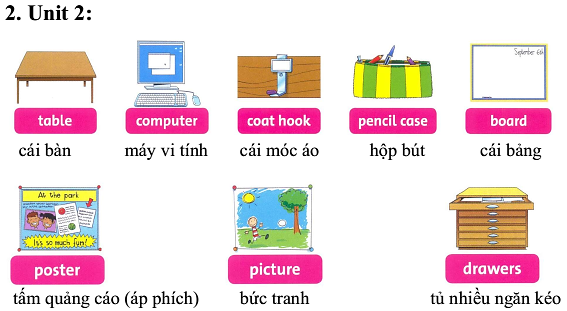 2. Unit 2:
September 6th
table computer coat hook pencil case board
cái bàn máy vi tính cái móc áo hộp bút cái bảng
At the park
It's so much fun!
poster picture drawers
tấm quảng cáo (áp phích) bức tranh tủ nhiều ngăn kéo